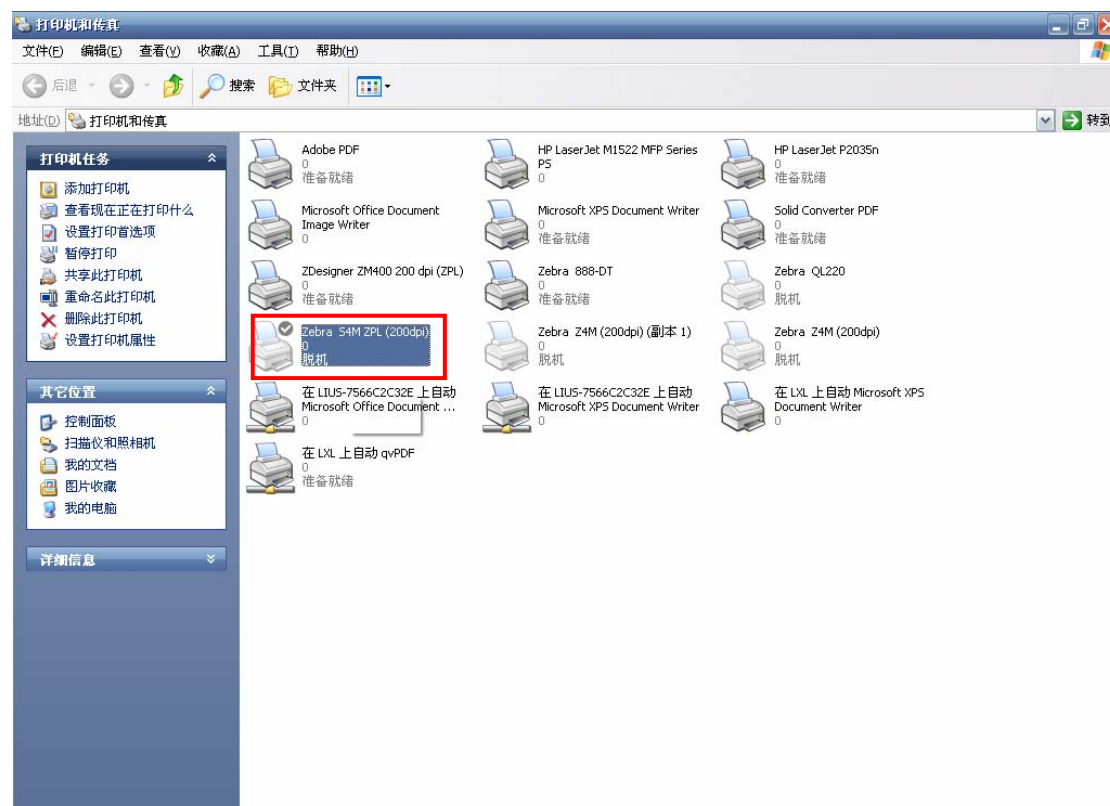 打印机和传真
文件(F) 编辑(E) 查看(V) 收藏(A) 工具(T) 帮助(H)
后退 搜索 文件夹
地址(D) 打印机和传真 转到
打印机任务
添加打印机
查看现在正在打印什么
设置打印首选项
暂停打印
共享此打印机
重命名此打印机
删除此打印机
设置打印机属性
其它位置
控制面板
扫描仪和照相机
我的文档
图片收藏
我的电脑
详细信息
Adobe PDF
0
准备就绪
HP LaserJet M1522 MFP Series
PS
0
HP LaserJet P2035n
0
准备就绪
Microsoft Office Document
Image Writer
0
Microsoft XPS Document Writer
0
准备就绪
Solid Converter PDF
0
准备就绪
ZDesigner ZM400 200 dpi (ZPL)
0
准备就绪
Zebra 888-DT
0
准备就绪
Zebra QL220
0
脱机
Zebra S4M ZPL (200dpi)
0
脱机
Zebra Z4M (200dpi) (副本 1)
0
脱机
Zebra Z4M (200dpi)
0
脱机
在 LIUS-7566C2C32E 上自动
Microsoft Office Document ...
0
在 LIUS-7566C2C32E 上自动
Microsoft XPS Document Writer
0
在 LXL 上自动 Microsoft XPS
Document Writer
0
在 LXL 上自动 qvPDF
0
准备就绪